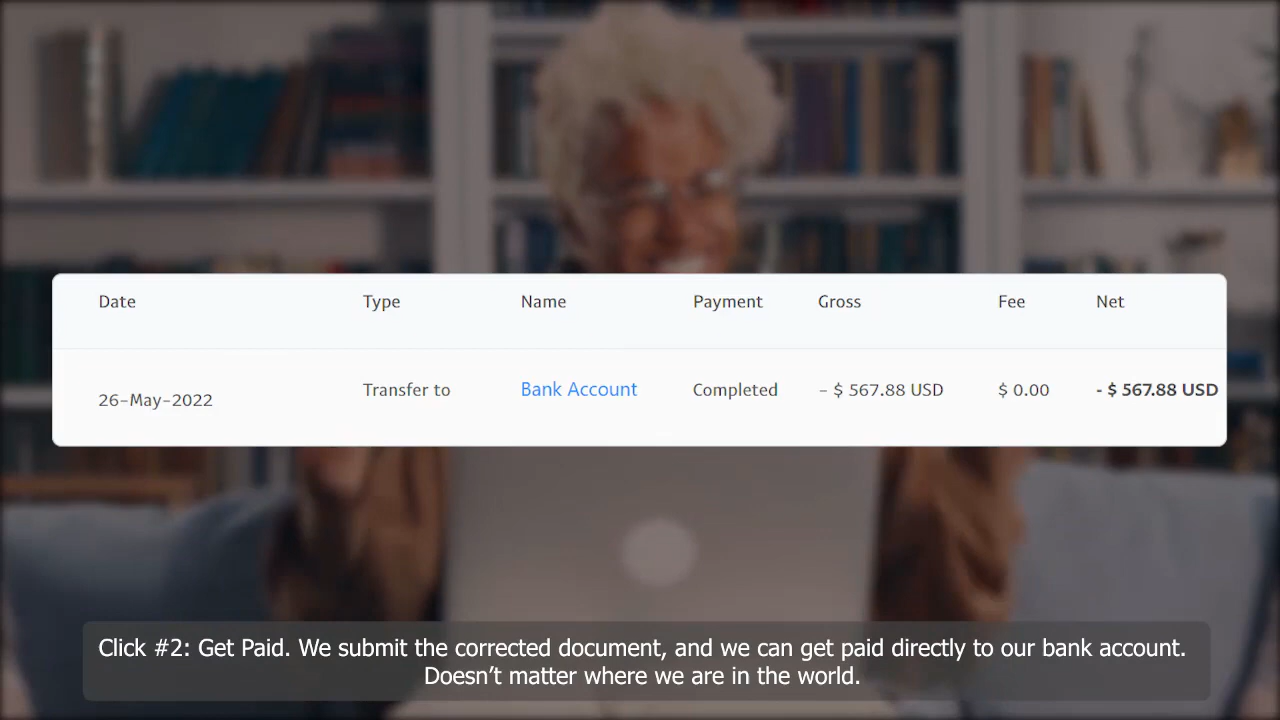 Date Type Name Payment Gross Fee Net
26-May-2022 Transfer to Bank Account Completed - $ 567.88 USD $ 0.00 - $ 567.88 USD
Click #2: Get Paid. We submit the corrected document, and we can get paid directly to our bank account.
Doesn't matter where we are in the world.